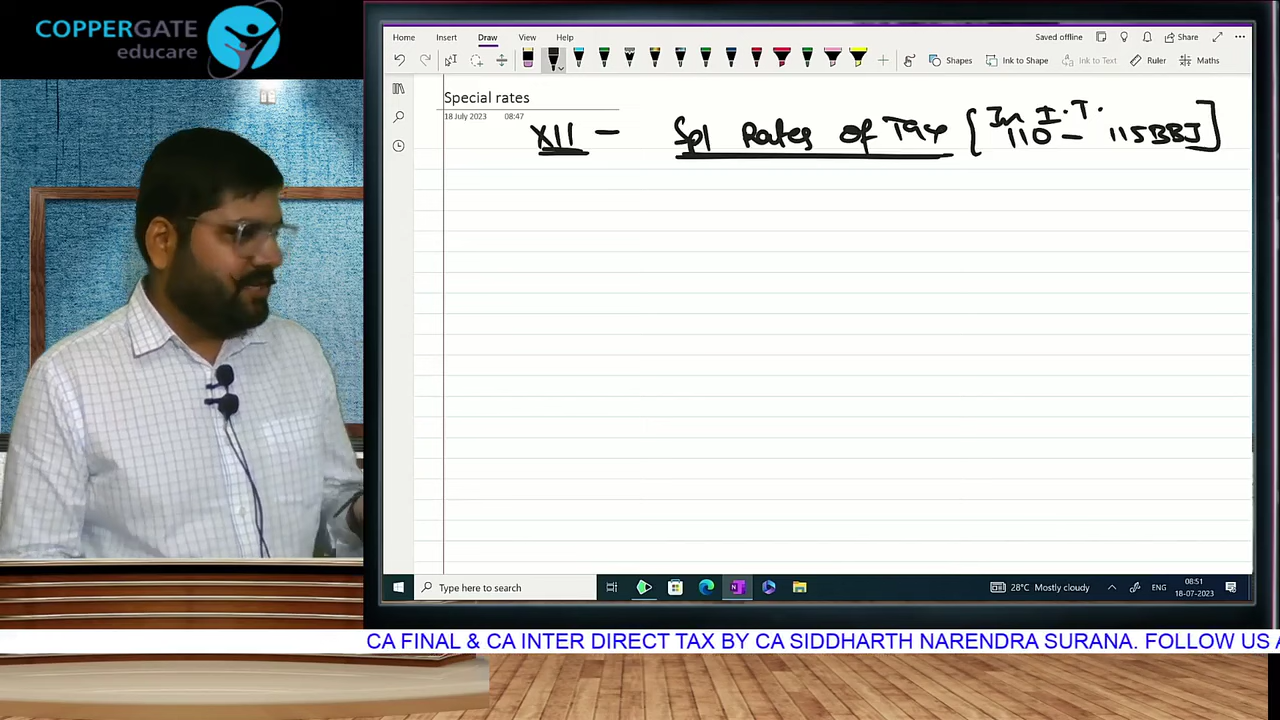 COPPERGATE
educare
Home Insert Draw View Help
Saved offline
Share
Shapes
Ink to Shape
Ink to Text
Ruler
Maths
Special rates
18 July 2023 08:47
XII - Spl Rates of Tax [In I.T. 110 - 115BBJ]
Type here to search
28°C Mostly cloudy
ENG
08:51
18-07-2023
CA FINAL & CA INTER DIRECT TAX BY CA SIDDHARTH NARENDRA SURANA. FOLLOW US A